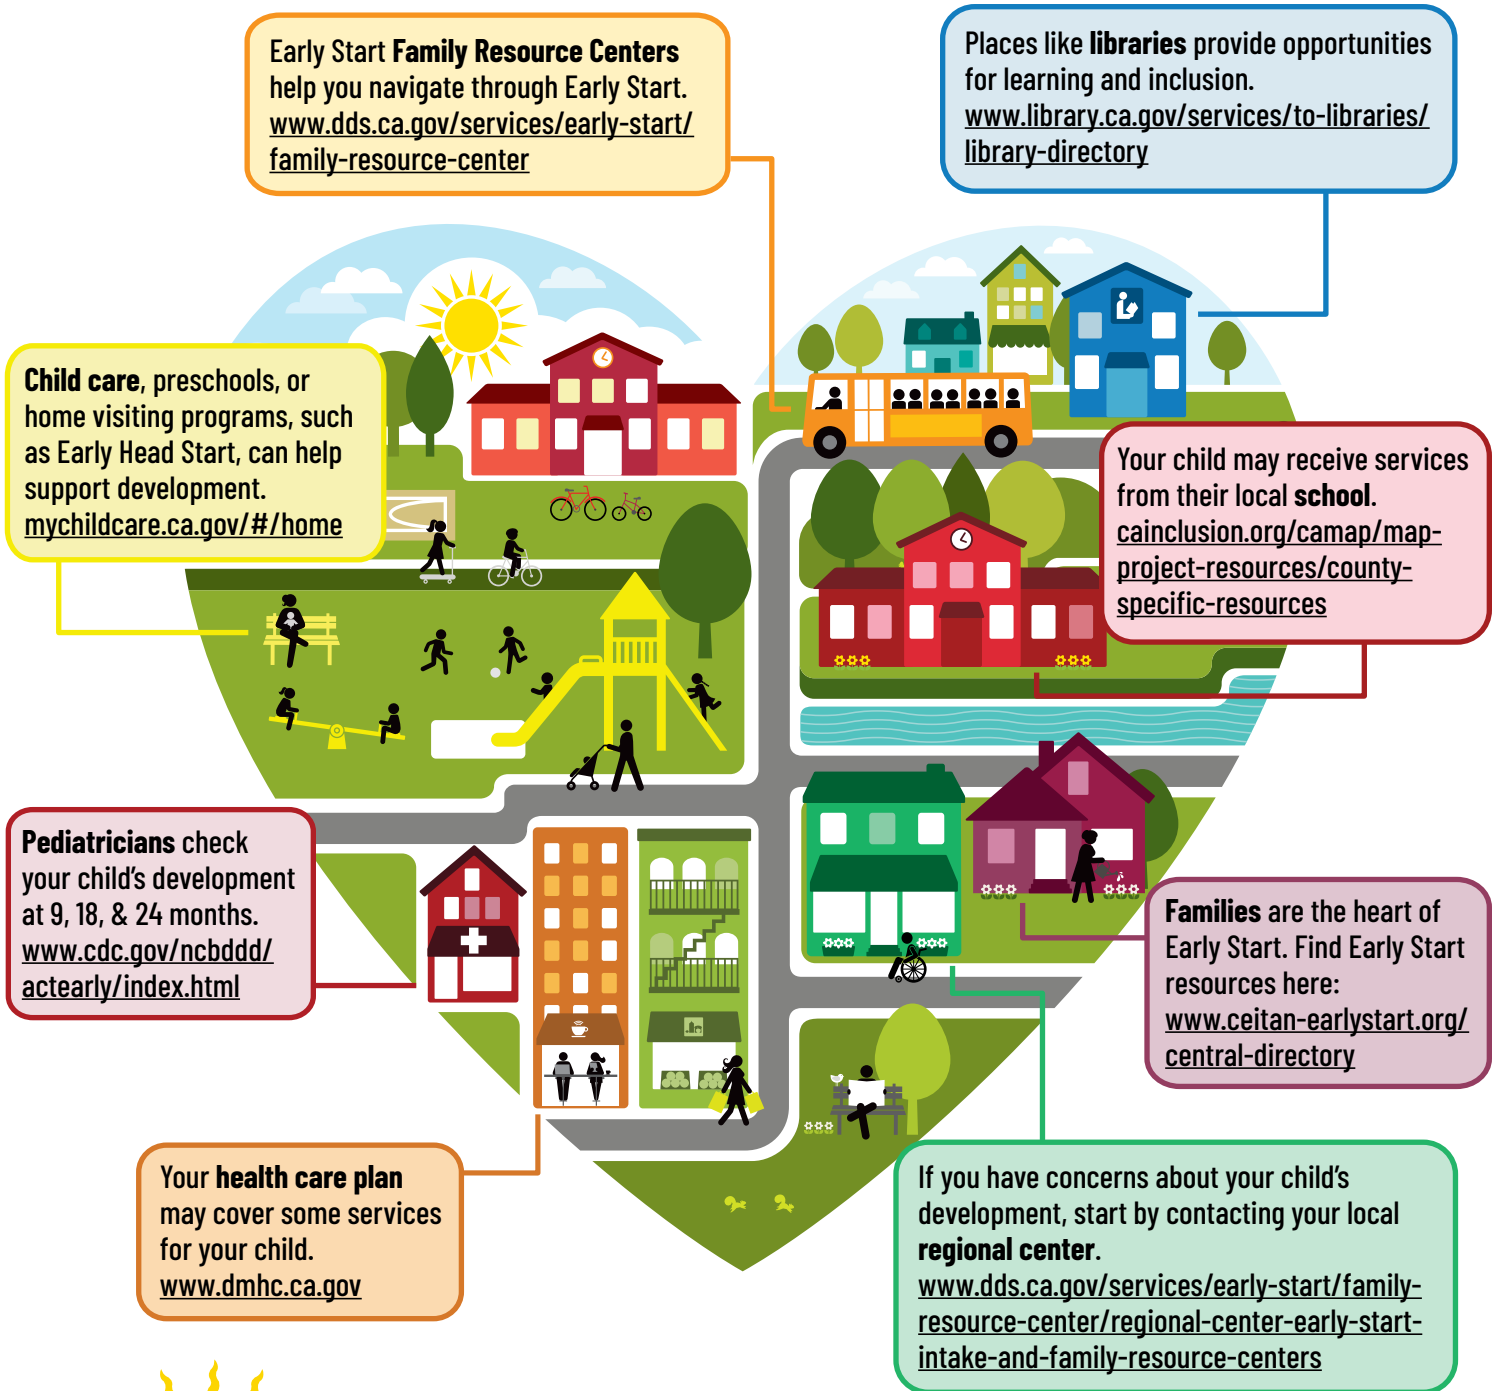 Early Start Family Resource Centers
help you navigate through Early Start.
www.dds.ca.gov/services/early-start/
family-resource-center
Places like libraries provide opportunities
for learning and inclusion.
www.library.ca.gov/services/to-libraries/
library-directory
Child care, preschools, or
home visiting programs, such
as Early Head Start, can help
support development.
mychildcare.ca.gov/#/home
Your child may receive services
from their local school.
cainclusion.org/camap/map-
project-resources/county-
specific-resources
Pediatricians check
your child’s development
at 9, 18, & 24 months.
www.cdc.gov/ncbddd/
actearly/index.html
Families are the heart of
Early Start. Find Early Start
resources here:
www.ceitan-earlystart.org/
central-directory
Your health care plan
may cover some services
for your child.
www.dmhc.ca.gov
If you have concerns about your child’s
development, start by contacting your local
regional center.
www.dds.ca.gov/services/early-start/family-
resource-center/regional-center-early-start-
intake-and-family-resource-centers